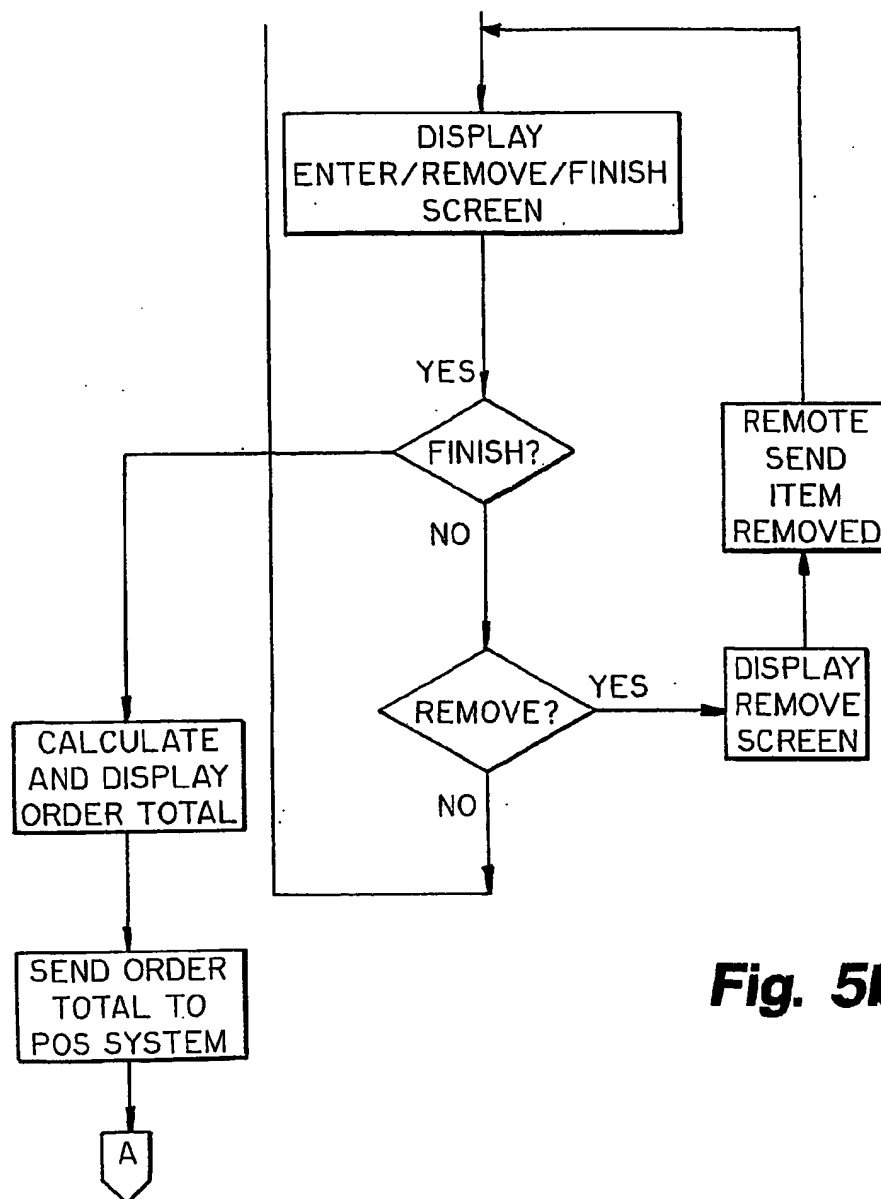 DISPLAY
ENTER/REMOVE/FINISH
SCREEN
YES
FINISH?
NO
REMOTE
SEND
ITEM
REMOVED
REMOVE?
YES
DISPLAY
REMOVE
SCREEN
NO
CALCULATE
AND DISPLAY
ORDER TOTAL
SEND ORDER
TOTAL TO
POS SYSTEM
A
Fig.